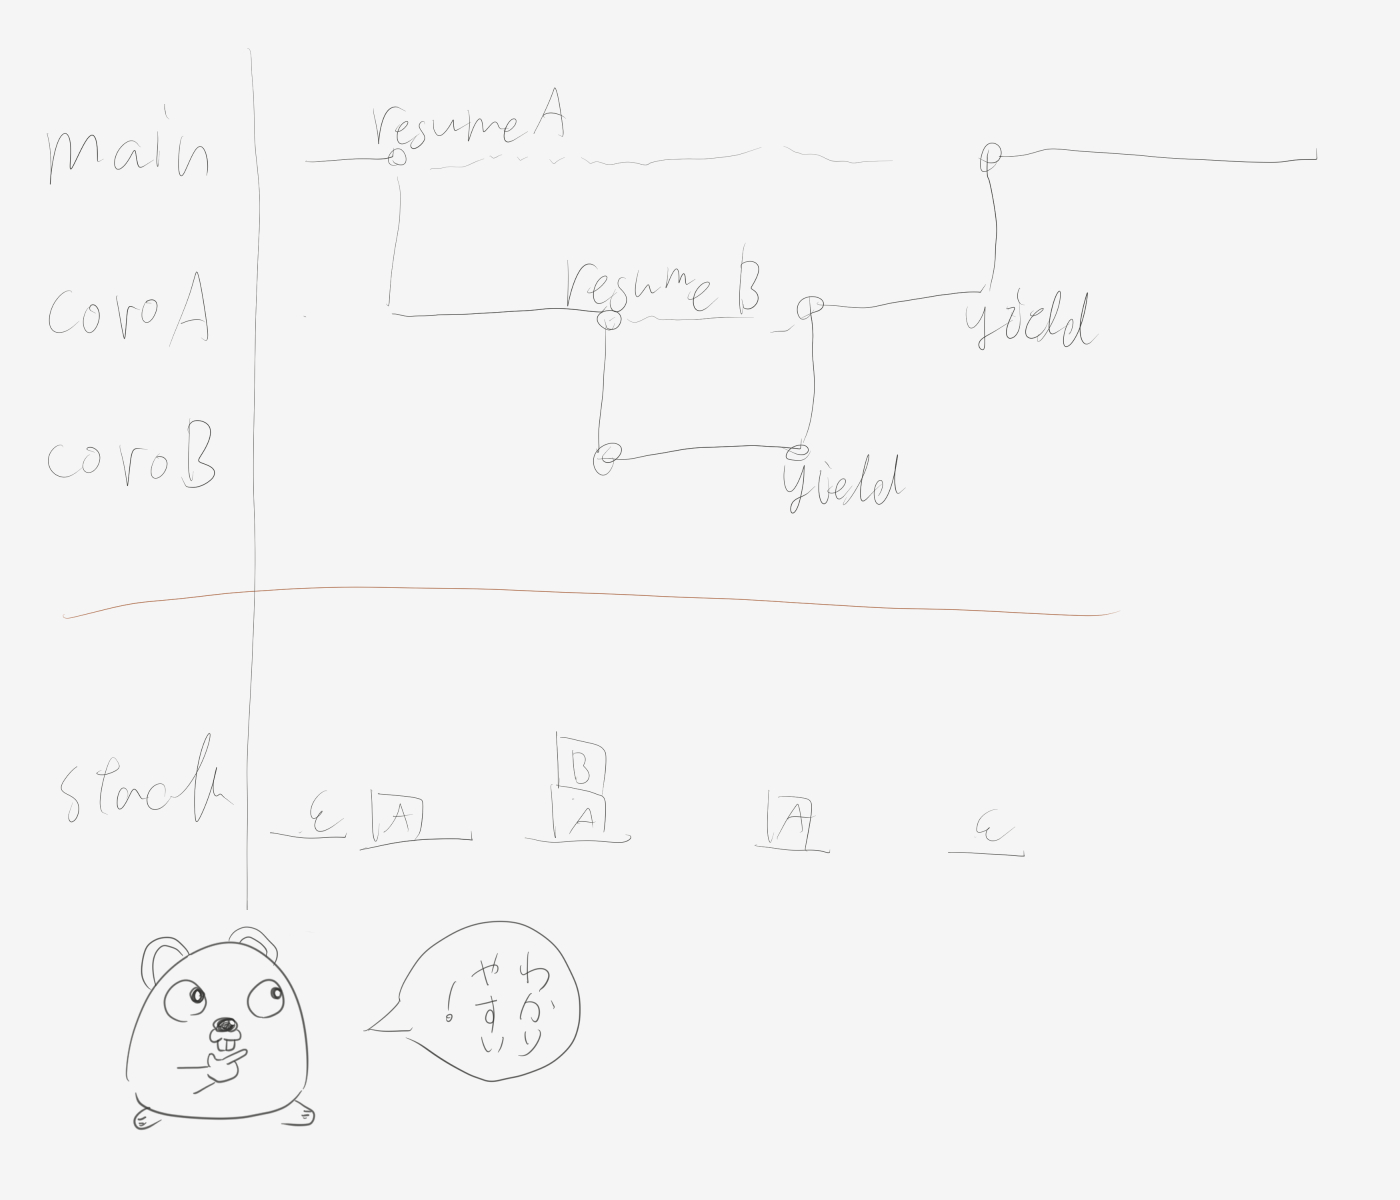 main
resume A
coro A
resume B
yield
coro B
yield
stack
ε
A
B
A
A
ε
わかり
やすい
!